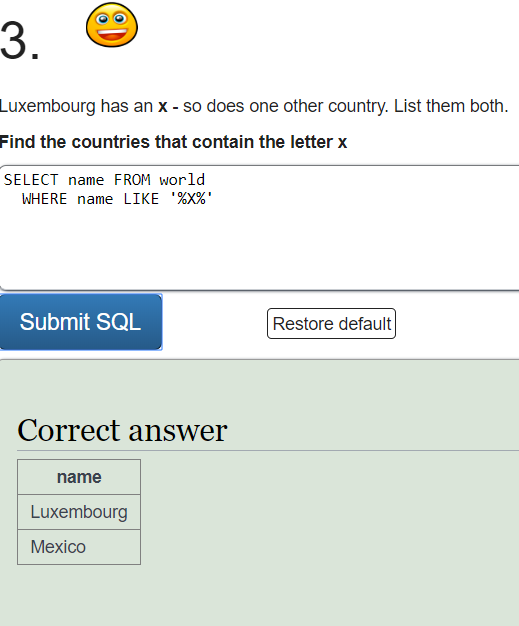 3.
Luxembourg has an x - so does one other country. List them both.
Find the countries that contain the letter x
SELECT name FROM world
  WHERE name LIKE '%X%'
Submit SQL
Restore default
Correct answer
name
Luxembourg
Mexico